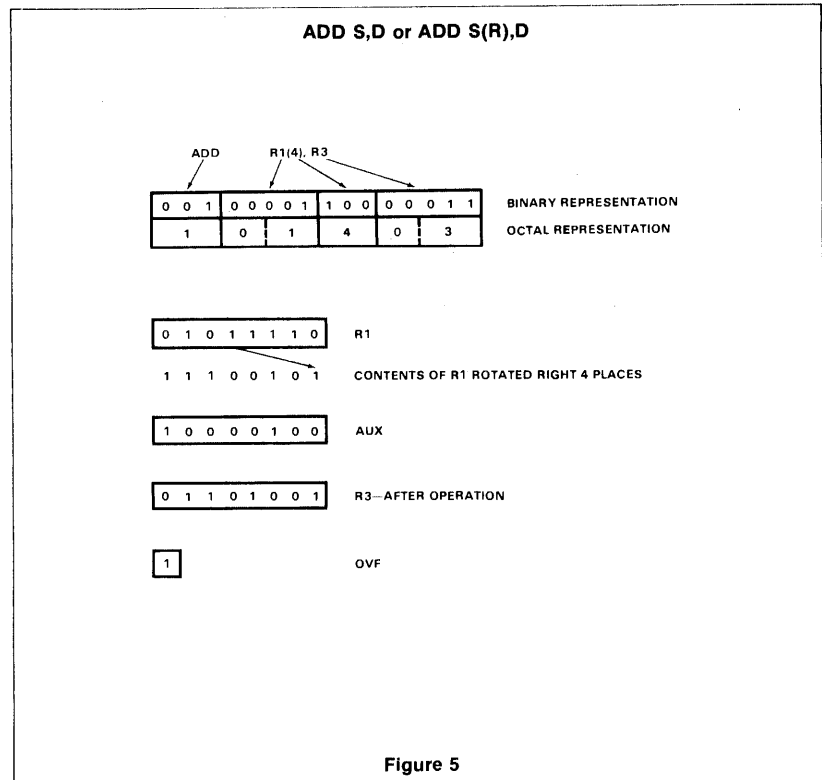 ADD S,D or ADD S(R),D
ADD R1(4), R3
0 0 1 0 0 0 0 1 1 0 0 0 0 0 1 1 BINARY REPRESENTATION
1 0 1 4 0 3 OCTAL REPRESENTATION
0 1 0 1 1 1 1 0 R1
1 1 1 0 0 1 0 1 CONTENTS OF R1 ROTATED RIGHT 4 PLACES
1 0 0 0 0 1 0 0 AUX
0 1 1 0 1 0 0 1 R3—AFTER OPERATION
1 OVF
Figure 5